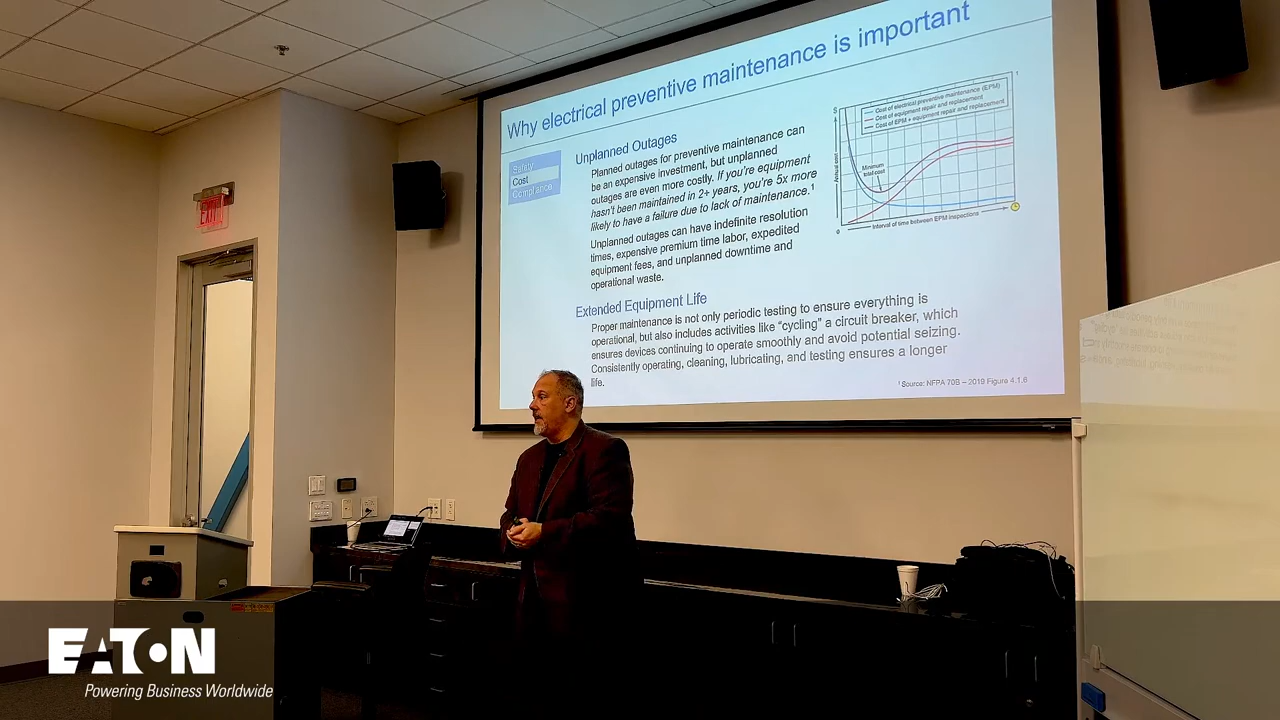 Why electrical preventive maintenance is important
Safety
Cost
Compliance
Unplanned Outages
Planned outages for preventive maintenance can
be an expensive investment, but unplanned
outages are even more costly. If you're equipment
hasn't been maintained in 2+ years, you're 5x more
likely to have a failure due to lack of maintenance.¹
Unplanned outages can have indefinite resolution
times, expensive premium time labor, expedited
equipment fees, and unplanned downtime and
operational waste.
$
Cost of electrical preventive maintenance (EPM)
Cost of equipment repair and replacement
Cost of EPM + equipment repair and replacement
Minimum
total cost
Annual cost
0
Interval of time between EPM inspections
Extended Equipment Life
Proper maintenance is not only periodic testing to ensure everything is
operational, but also includes activities like "cycling" a circuit breaker, which
ensures devices continuing to operate smoothly and avoid potential seizing.
Consistently operating, cleaning, lubricating, and testing ensures a longer
life.
¹ Source: NFPA 70B – 2019 Figure 4.1.6
EXIT
EATON
Powering Business Worldwide